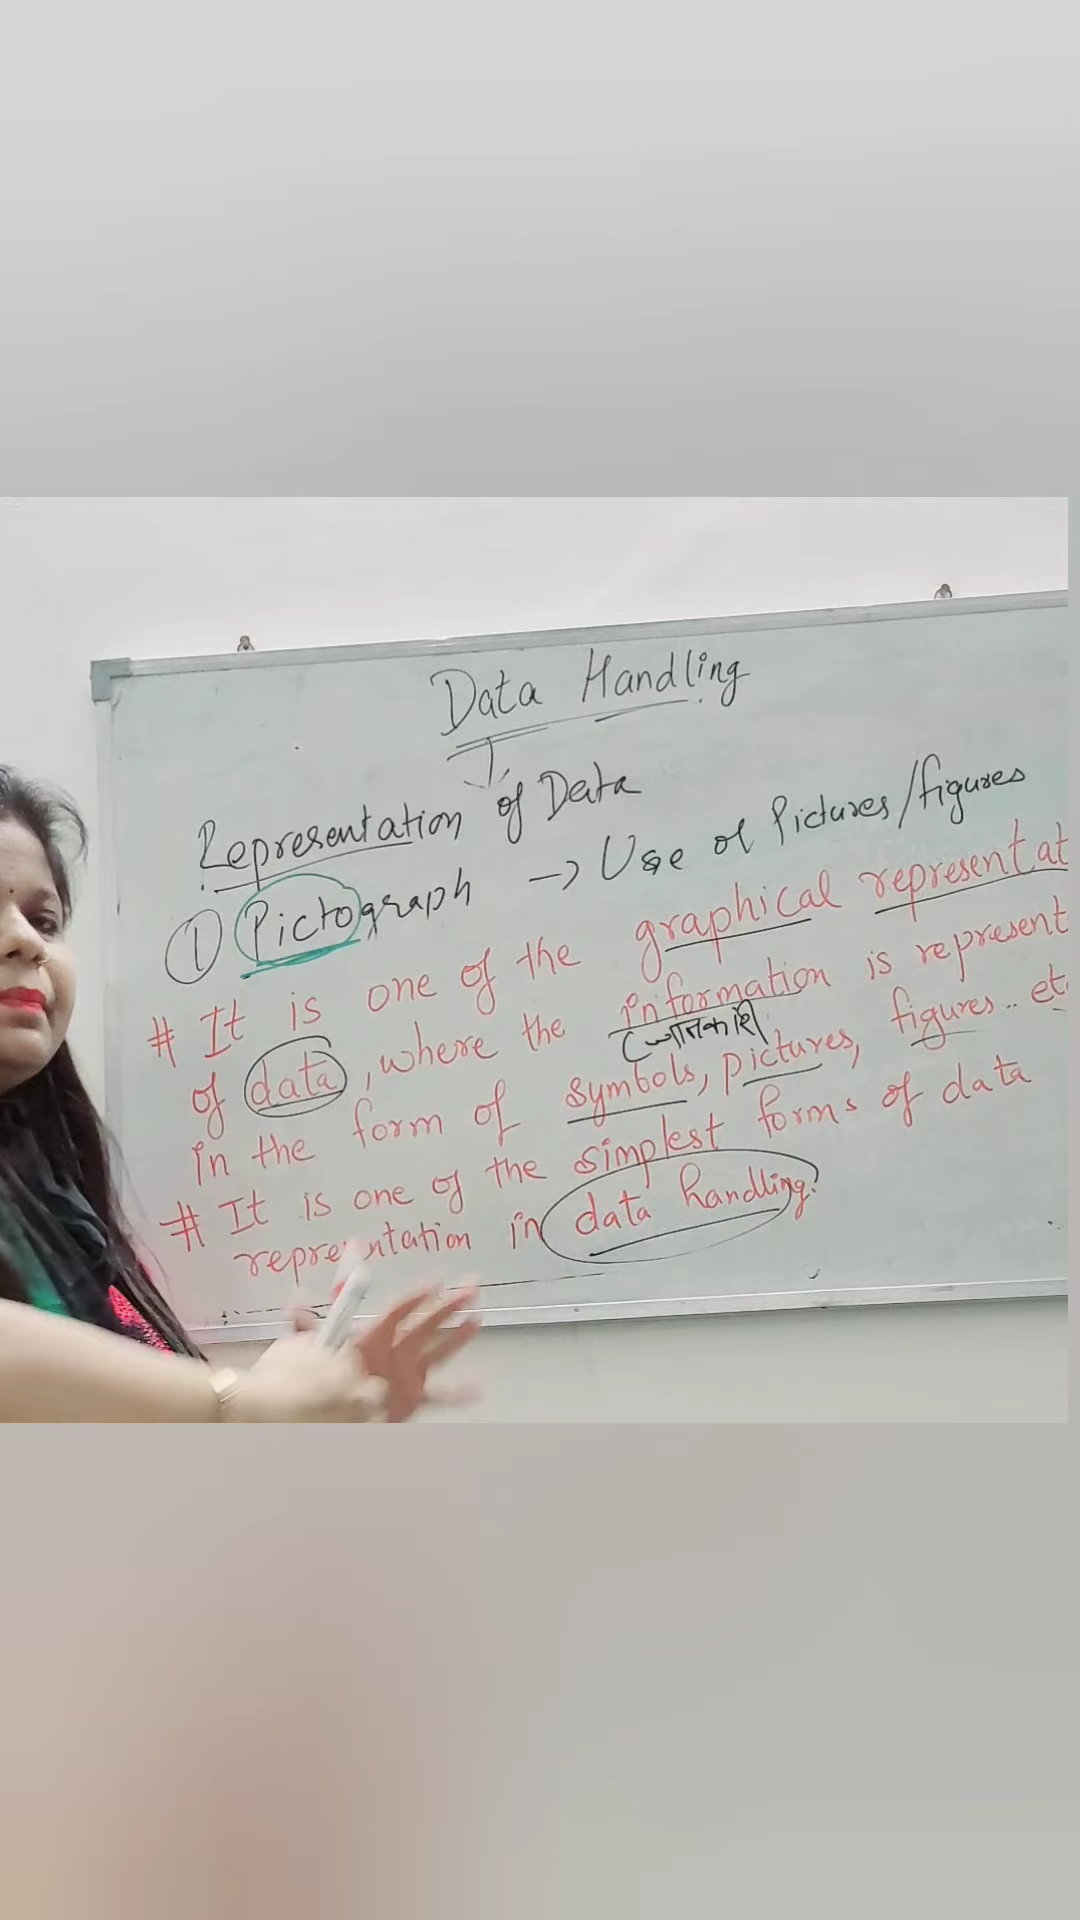 Data Handling
Representation of Data
① Pictograph → Use of Pictures/figures
# It is one of the graphical representat
of data, where the information is represent
(जानकारी)
in the form of symbols, pictures, figures.. etc
# It is one of the simplest forms of data
representation in data handling.